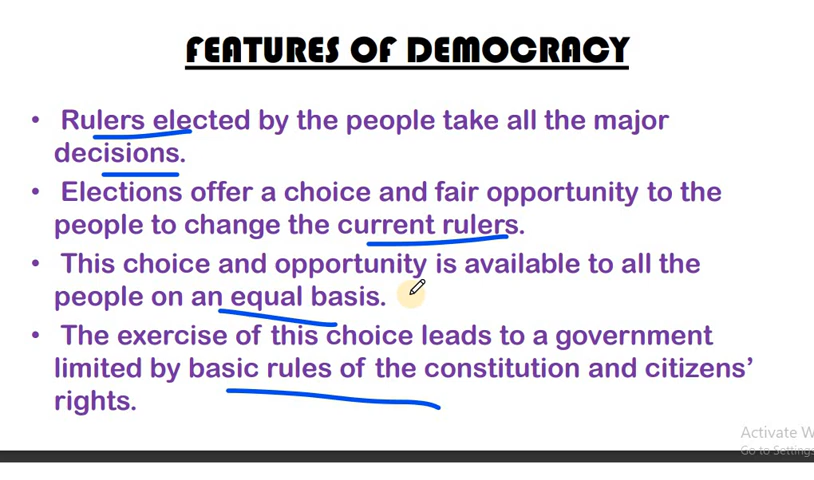 FEATURES OF DEMOCRACY
• Rulers elected by the people take all the major
decisions.
• Elections offer a choice and fair opportunity to the
people to change the current rulers.
• This choice and opportunity is available to all the
people on an equal basis.
• The exercise of this choice leads to a government
limited by basic rules of the constitution and citizens’
rights.
Activate W
Go to Settings